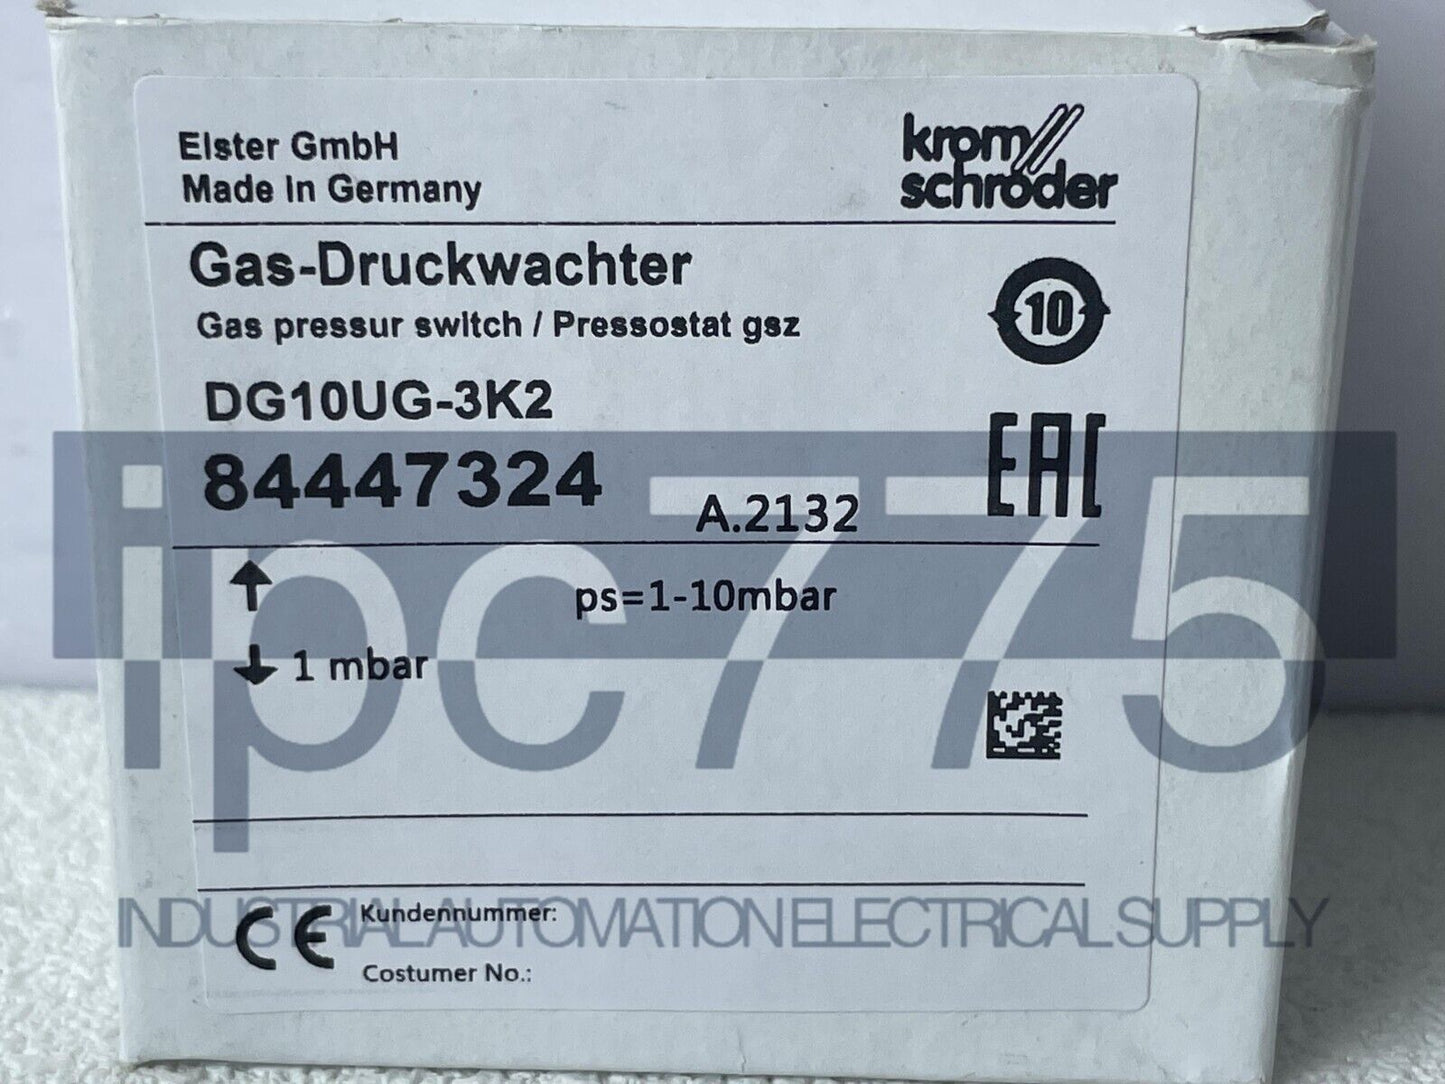 Elster GmbH
Made in Germany
krom//
schröder
Gas-Druckwachter
Gas pressur switch / Pressostat gsz
10
DG10UG-3K2
84447324
A.2132
EAC
ps=1-10mbar
1 mbar
ipc775
INDUSTRIAL AUTOMATION ELECTRICAL SUPPLY
CE
Kundennummer:
Costumer No.: